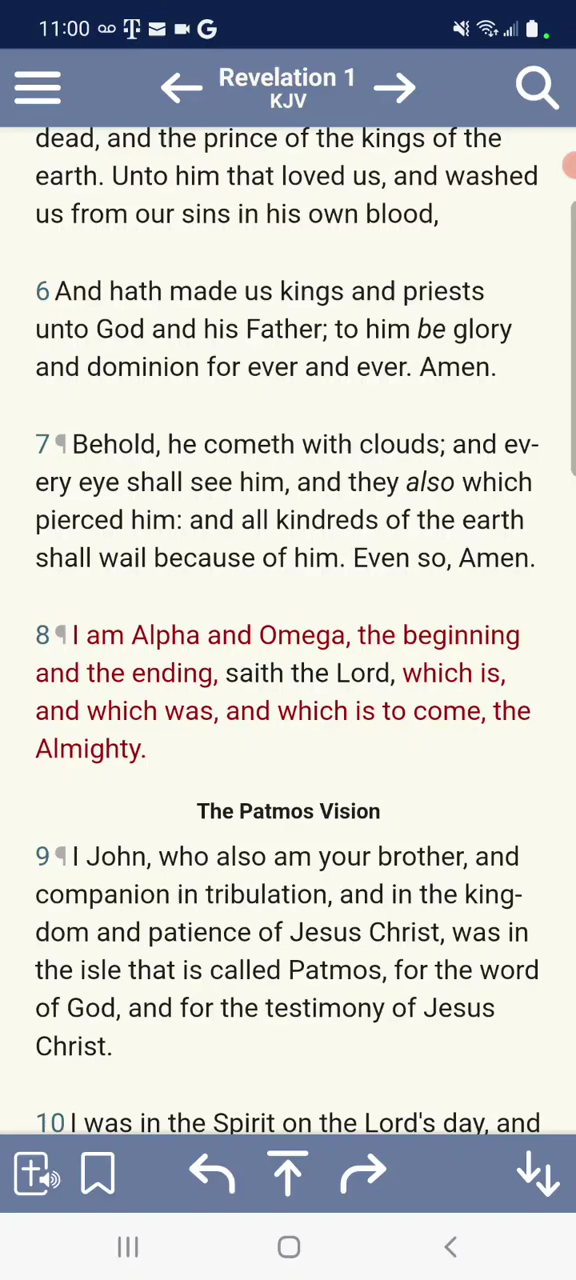 11:00
Revelation 1
KJV
dead, and the prince of the kings of the
earth. Unto him that loved us, and washed
us from our sins in his own blood,
6 And hath made us kings and priests
unto God and his Father; to him be glory
and dominion for ever and ever. Amen.
7 ¶ Behold, he cometh with clouds; and ev-
ery eye shall see him, and they also which
pierced him: and all kindreds of the earth
shall wail because of him. Even so, Amen.
8 ¶ I am Alpha and Omega, the beginning
and the ending, saith the Lord, which is,
and which was, and which is to come, the
Almighty.
The Patmos Vision
9 ¶ I John, who also am your brother, and
companion in tribulation, and in the king-
dom and patience of Jesus Christ, was in
the isle that is called Patmos, for the word
of God, and for the testimony of Jesus
Christ.
10 I was in the Spirit on the Lord's day, and